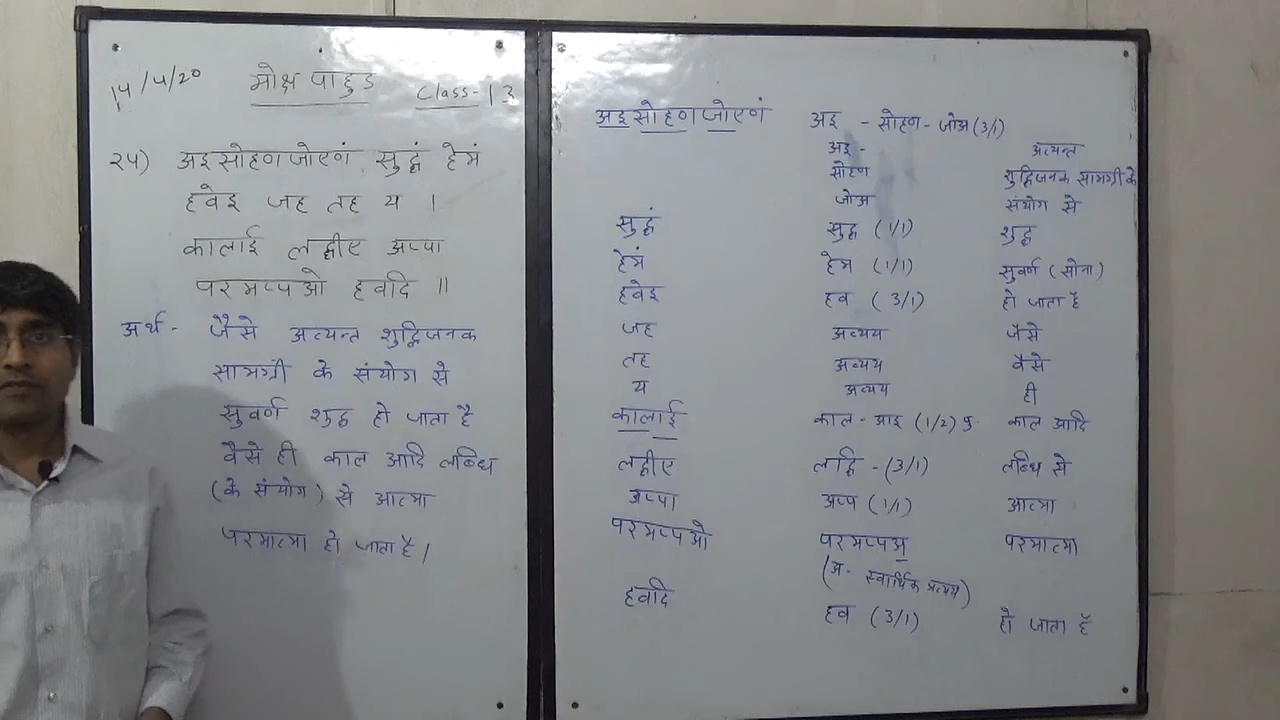 14/4/20 मोक्ष पाहुड Class-13
२५) अइसोहणजोएणं सुद्धं हेमं
हवेइ जह तह य ।
कालाई लद्धीए अप्पा
परमप्पओ हवदि ॥
अर्थ - जैसे अत्यन्त शुद्धिजनक
सामग्री के संयोग से
सुवर्ण शुद्ध हो जाता है
वैसे ही काल आदि लब्धि
(के संयोग) से आत्मा
परमात्मा हो जाता है।
अइसोहणजोएणं अइ - सोहण - जोअ (3/1)
अइ - अत्यन्त
सोहण शुद्धिजनक सामग्री के
जोअ संयोग से
सुद्धं सुद्ध (1/1) शुद्ध
हेमं हेम (1/1) सुवर्ण (सोना)
हवेइ हव (3/1) हो जाता है
जह अव्यय जैसे
तह अव्यय वैसे
य अव्यय ही
कालाई काल - आइ (1/2) काल आदि
लद्धीए लद्धि - (3/1) लब्धि से
अप्पा अप्प (1/1) आत्मा
परमप्पओ परमप्पअ परमात्मा
(अ - स्वार्थिक प्रत्यय)
हवदि हव (3/1) हो जाता है